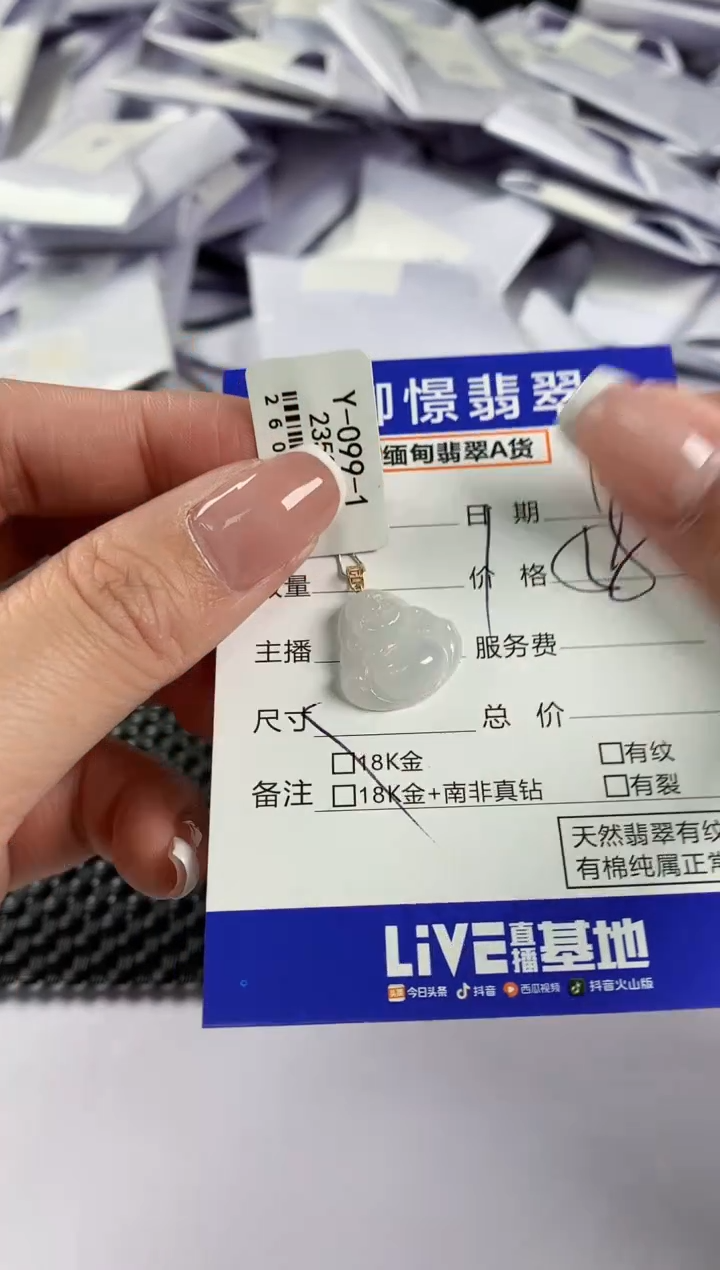 憬翡翠
缅甸翡翠A货
Y-099-1
日 期
量 价 格 18
主播 服务费
尺寸 总 价
□18K金 □有纹
备注 □18K金+南非真钻 □有裂
天然翡翠有纹
有棉纯属正常
LiVE直播基地
头条 今日头条 抖音 西瓜视频 抖音火山版